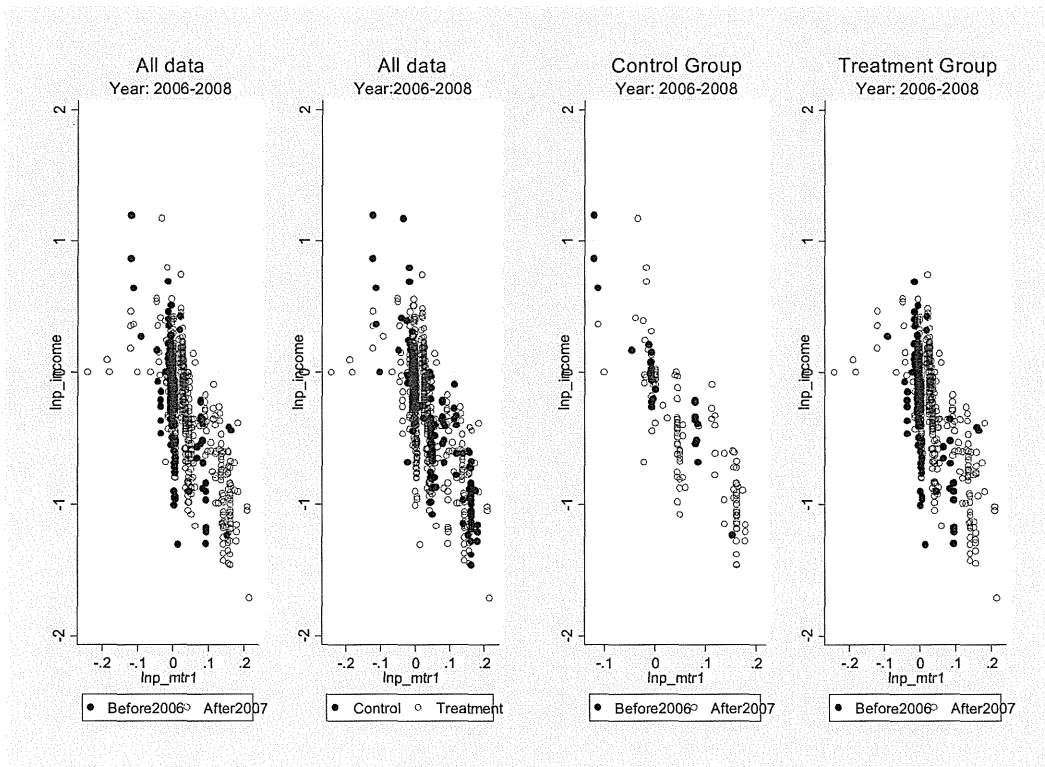 All data
Year: 2006-2008
2
1
0
-1
-2
lnp_income
-.2 -.1 0 .1 .2
lnp_mtr1
Before2006 After2007
All data
Year:2006-2008
2
1
0
-1
-2
lnp_income
-.2 -.1 0 .1 .2
lnp_mtr1
Control Treatment
Control Group
Year: 2006-2008
2
1
0
-1
-2
lnp_income
-.1 0 .1 .2
lnp_mtr1
Before2006 After2007
Treatment Group
Year: 2006-2008
2
1
0
-1
-2
lnp_income
-.2 -.1 0 .1 .2
lnp_mtr1
Before2006 After2007